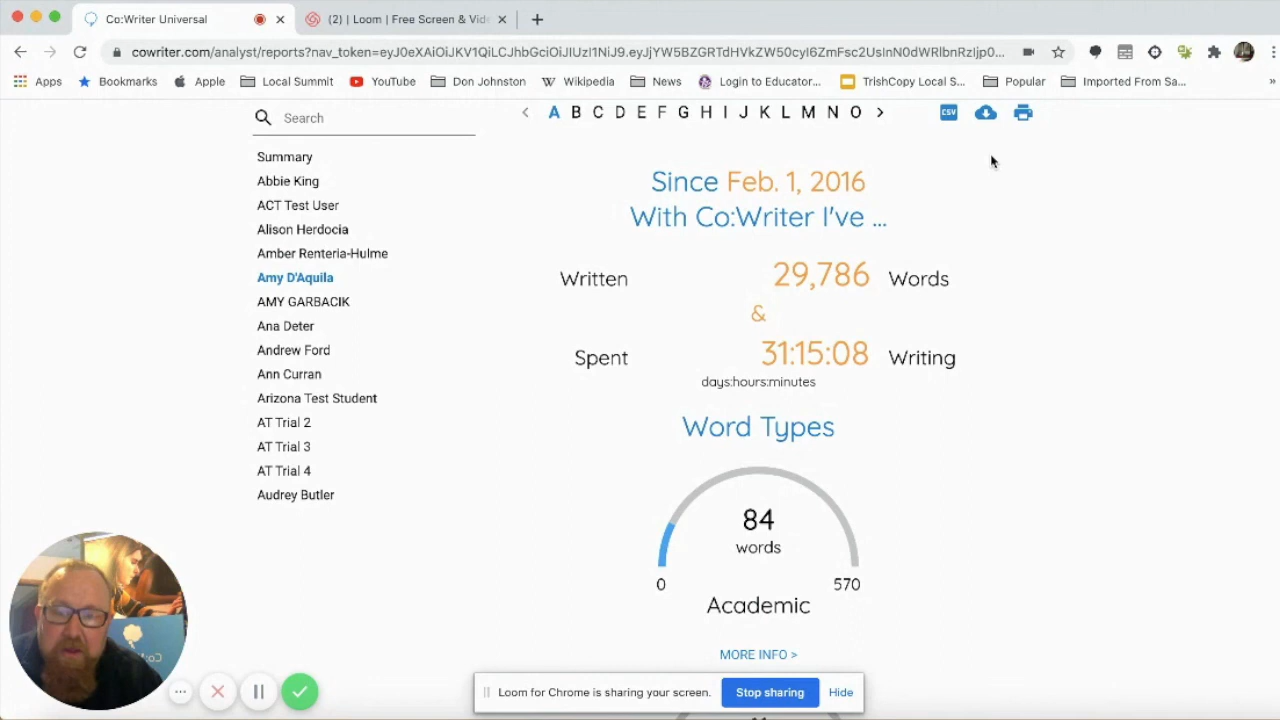 Co:Writer Universal
(2) | Loom | Free Screen & Vide
cowriter.com/analyst/reports?nav_token=eyJ0eXAiOiJKV1QiLCJhbGciOiJIUzI1NiJ9.eyJjYW5BZGRTdHVkZW50cyI6ZmFsc2UsInN0dWRlbnRzIjp0...
Apps
Bookmarks
Apple
Local Summit
YouTube
Don Johnston
Wikipedia
News
Login to Educator...
TrishCopy Local S...
Popular
Imported From Sa...
»
Search
< A B C D E F G H I J K L M N O >
CSV
Summary
Abbie King
ACT Test User
Alison Herdocia
Amber Renteria-Hulme
Amy D'Aquila
AMY GARBACIK
Ana Deter
Andrew Ford
Ann Curran
Arizona Test Student
AT Trial 2
AT Trial 3
AT Trial 4
Audrey Butler
Since Feb. 1, 2016
With Co:Writer I've ...
Written 29,786 Words
&
Spent 31:15:08 Writing
days:hours:minutes
Word Types
84
words
0 570
Academic
MORE INFO >
Loom for Chrome is sharing your screen.
Stop sharing
Hide